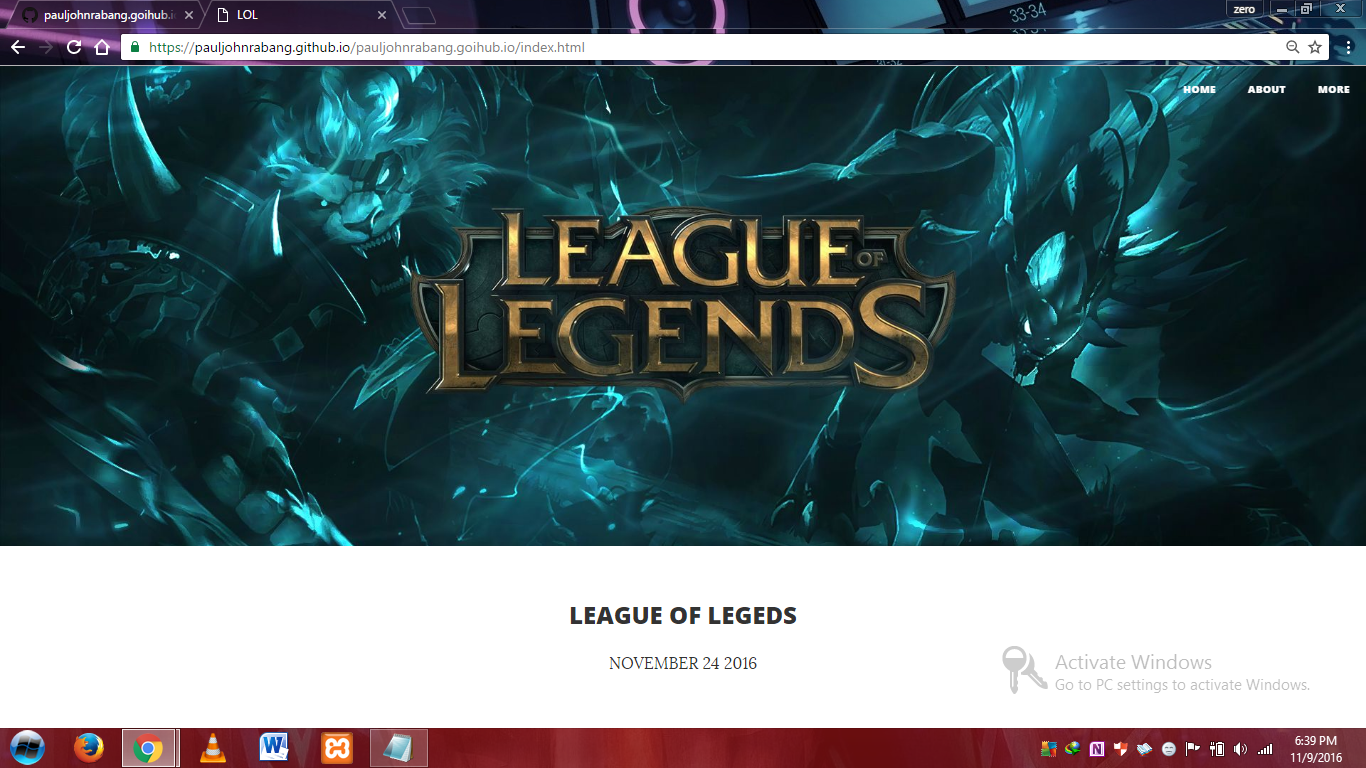 pauljohnrabang.goihub.i
LOL
33-34
zero
https://pauljohnrabang.github.io/pauljohnrabang.goihub.io/index.html
HOME
ABOUT
MORE
LEAGUE OF
LEGENDS
LEAGUE OF LEGEDS
NOVEMBER 24 2016
Activate Windows
Go to PC settings to activate Windows.
6:39 PM
11/9/2016